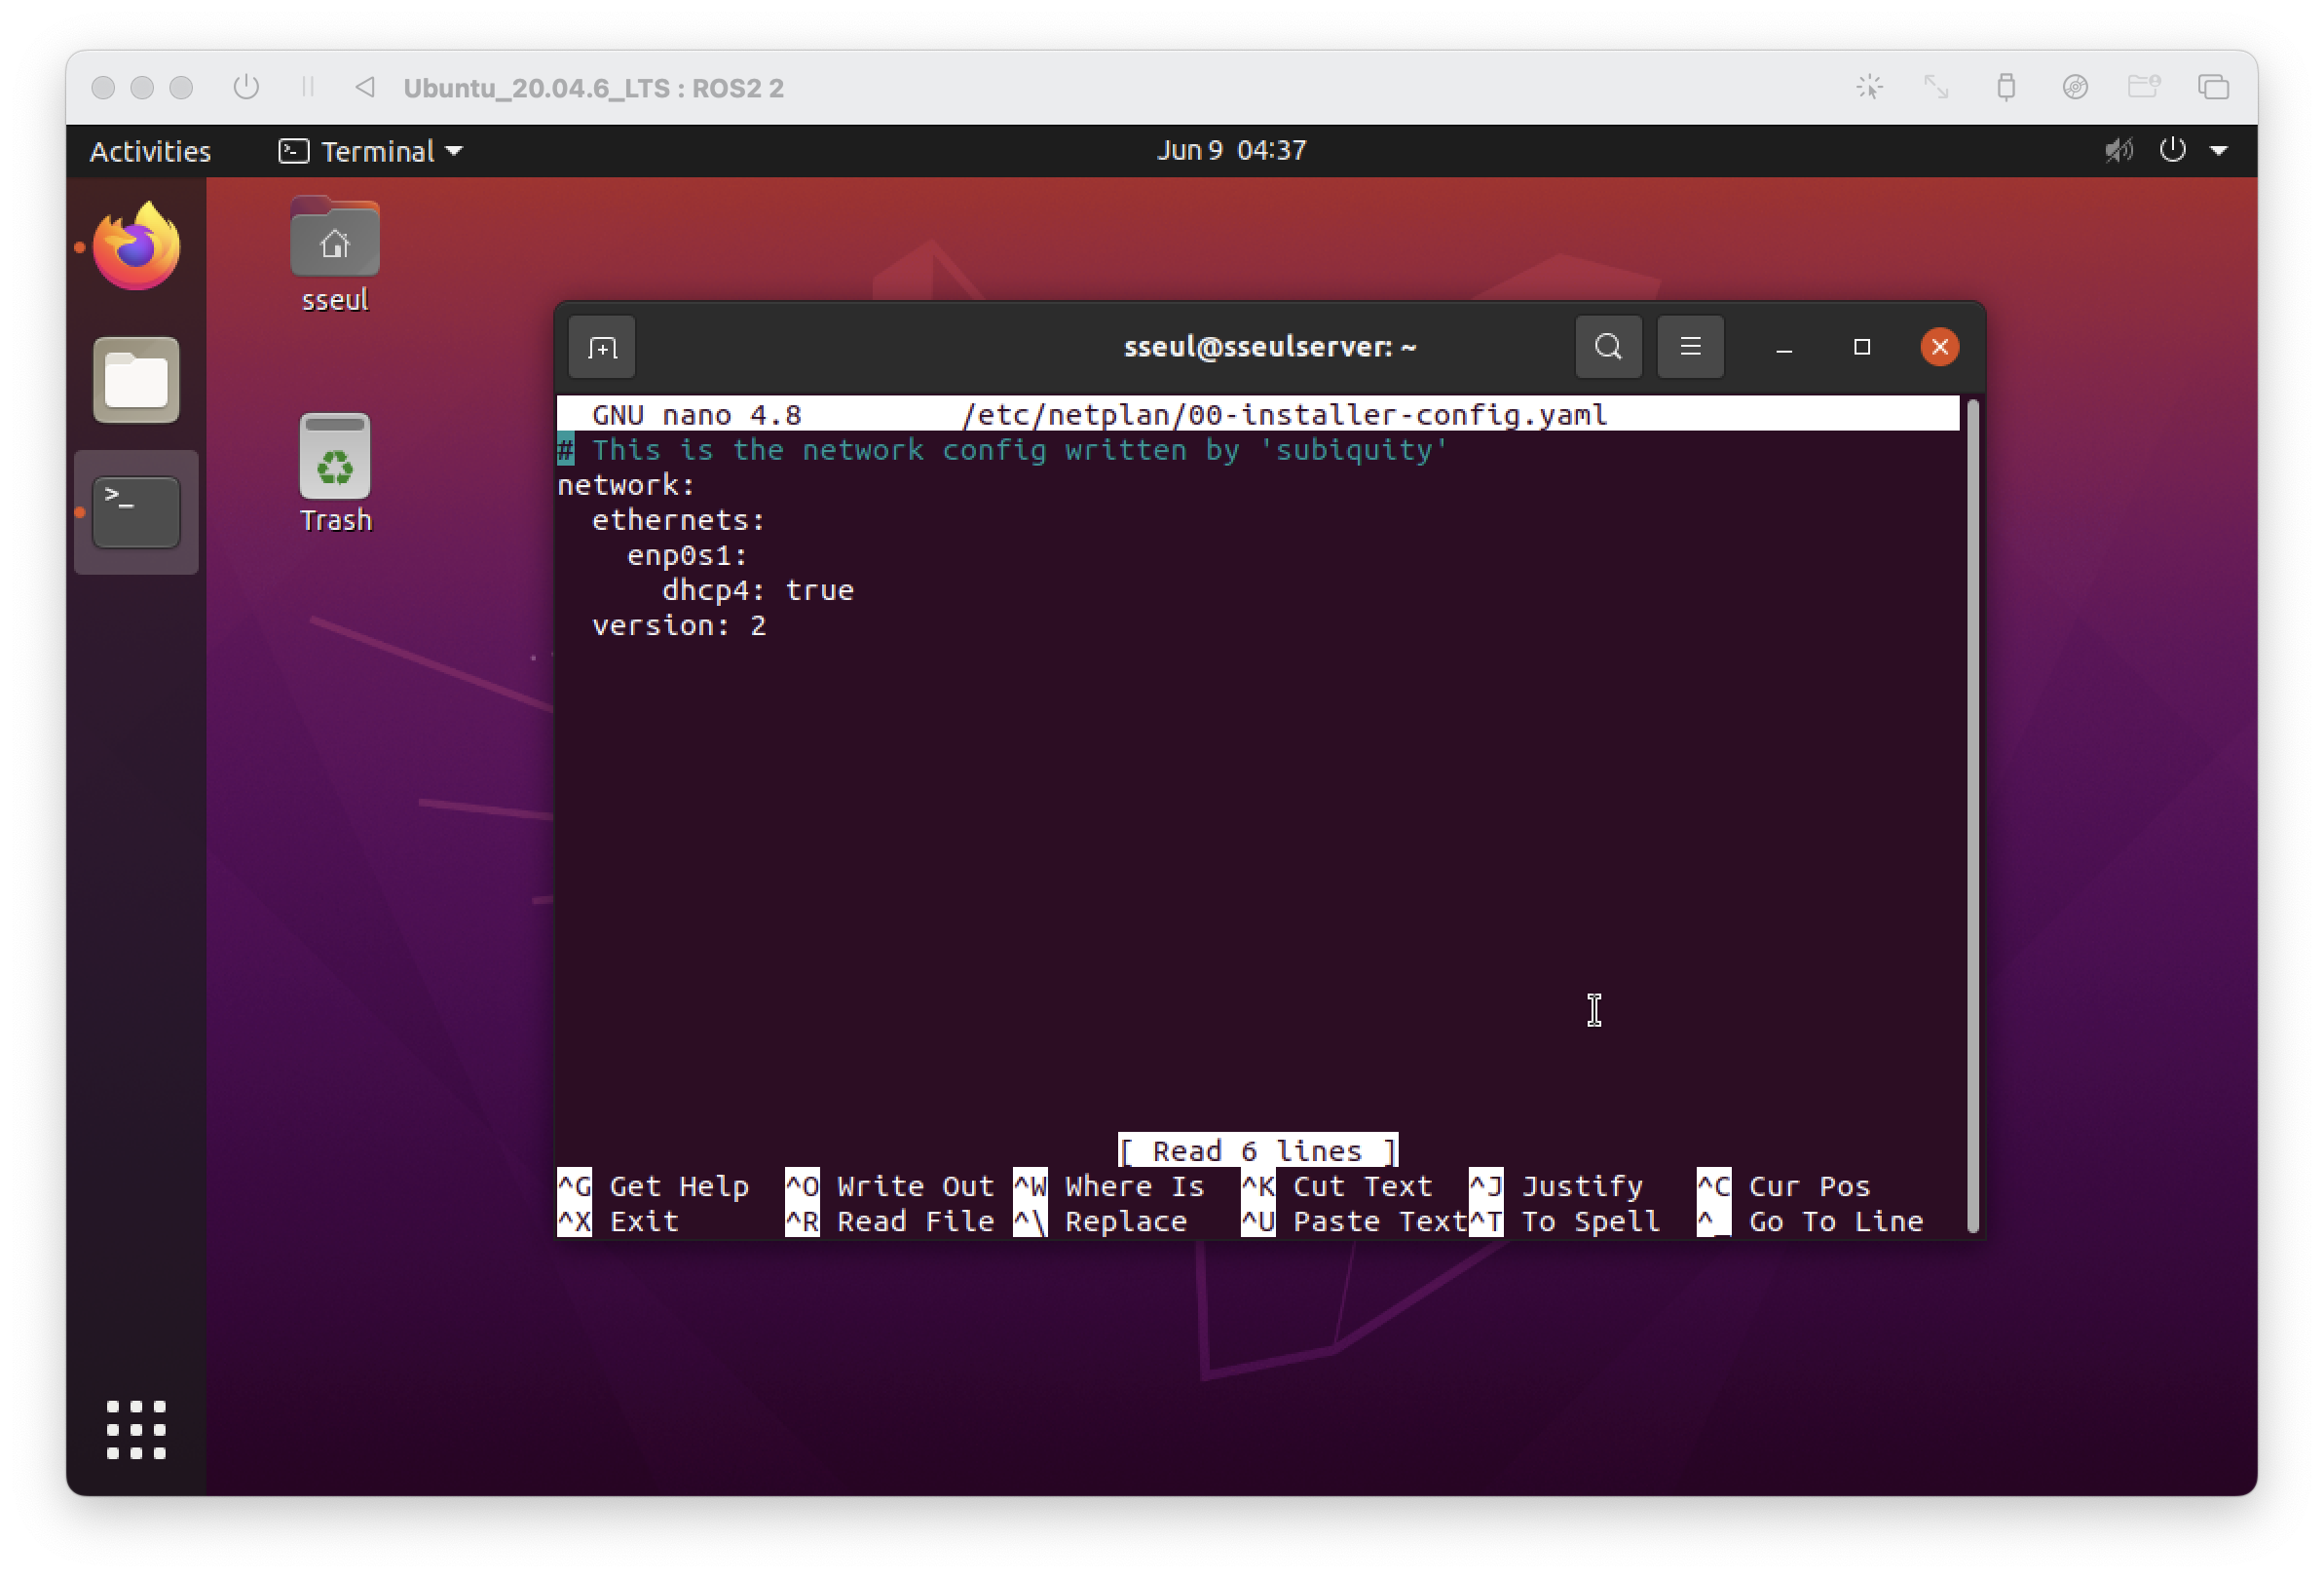 Ubuntu_20.04.6_LTS : ROS2 2
Activities
Terminal
Jun 9 04:37
sseul
Trash
sseul@sseulserver: ~
GNU nano 4.8 /etc/netplan/00-installer-config.yaml
# This is the network config written by 'subiquity'
network:
  ethernets:
    enp0s1:
      dhcp4: true
  version: 2
[ Read 6 lines ]
^G Get Help ^O Write Out ^W Where Is ^K Cut Text ^J Justify ^C Cur Pos
^X Exit ^R Read File ^\ Replace ^U Paste Text ^T To Spell ^_ Go To Line